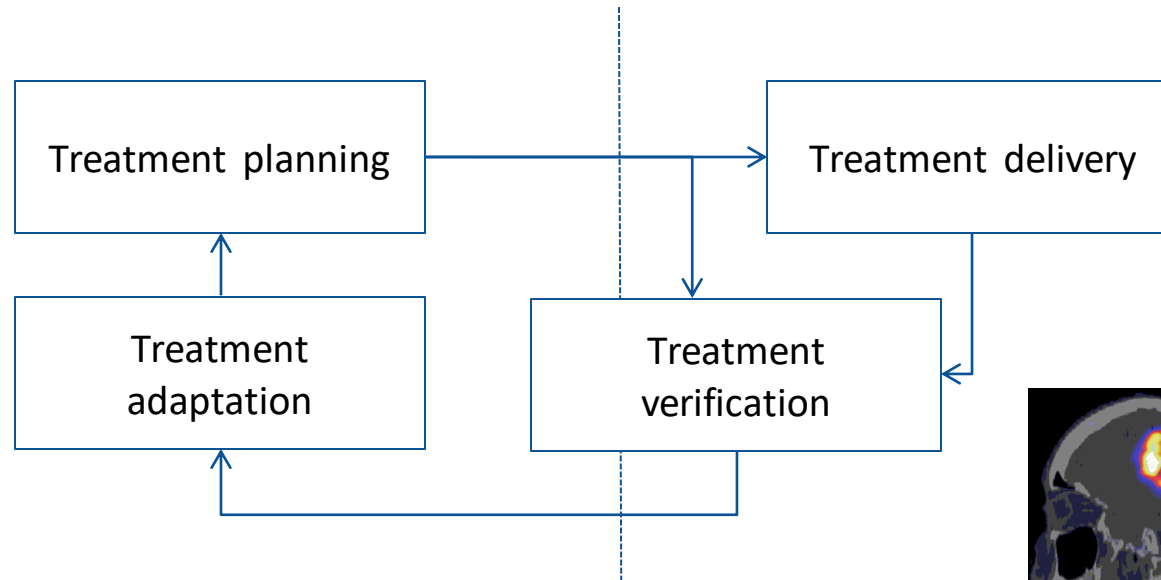 Treatment planning
Treatment delivery
Treatment
adaptation
Treatment
verification